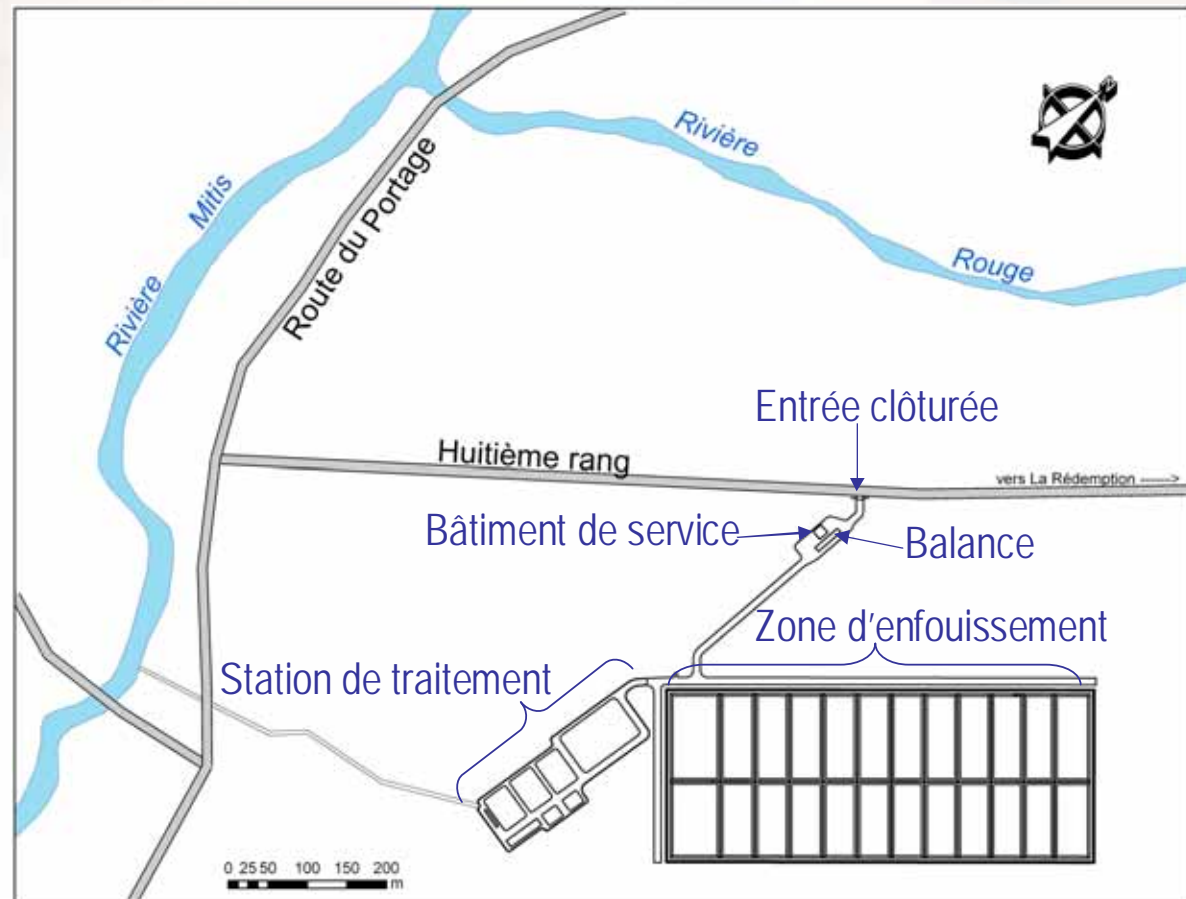 Rivière
Mitis
Route du Portage
Rivière
Rouge
Entrée clôturée
Huitième rang
vers La Rédemption ---->
Bâtiment de service
Balance
Zone d'enfouissement
Station de traitement
0 25 50 100 150 200
m